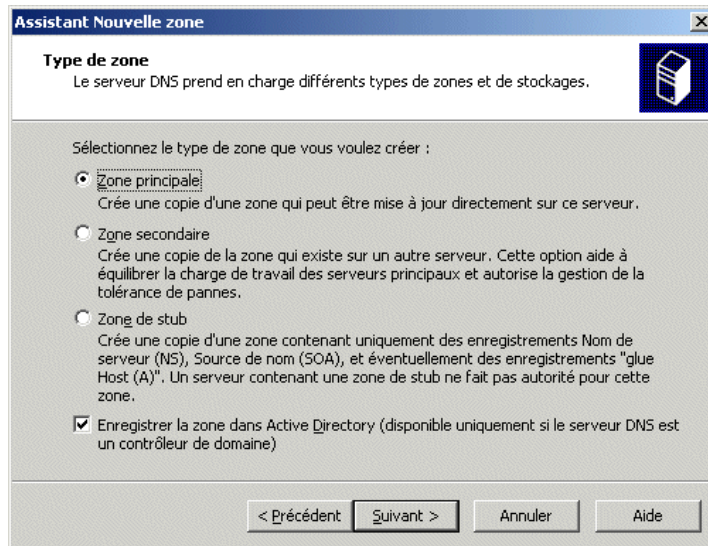 Assistant Nouvelle zone
Type de zone
Le serveur DNS prend en charge différents types de zones et de stockages.
Sélectionnez le type de zone que vous voulez créer :
Zone principale
Crée une copie d'une zone qui peut être mise à jour directement sur ce serveur.
Zone secondaire
Crée une copie de la zone qui existe sur un autre serveur. Cette option aide à
équilibrer la charge de travail des serveurs principaux et autorise la gestion de la
tolérance de pannes.
Zone de stub
Crée une copie d'une zone contenant uniquement des enregistrements Nom de
serveur (NS), Source de nom (SOA), et éventuellement des enregistrements "glue
Host (A)". Un serveur contenant une zone de stub ne fait pas autorité pour cette
zone.
Enregistrer la zone dans Active Directory (disponible uniquement si le serveur DNS est
un contrôleur de domaine)
< Précédent Suivant > Annuler Aide